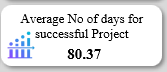 Average No of days for
successful Project
80.37